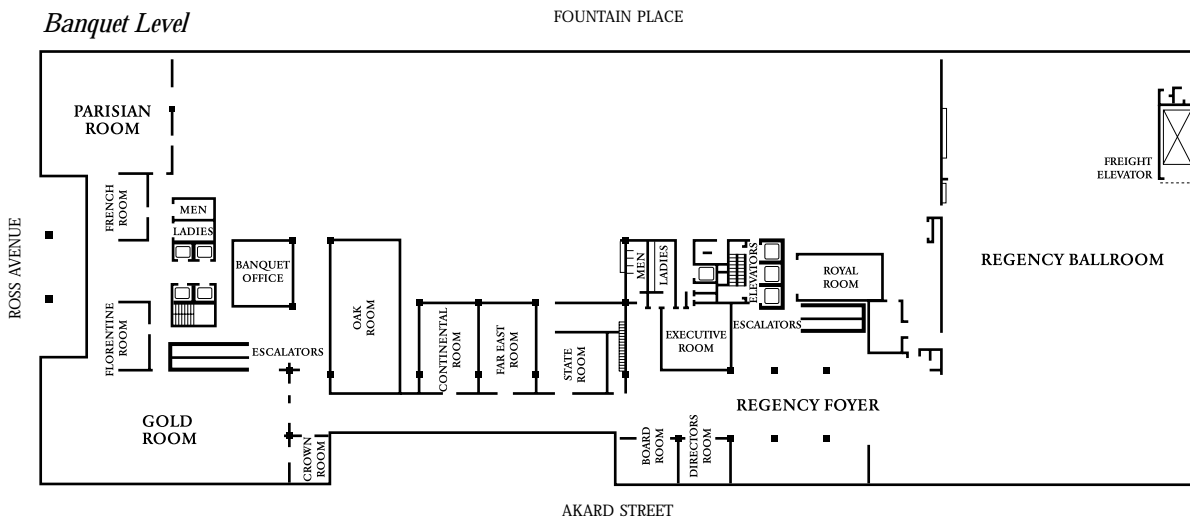 Banquet Level
FOUNTAIN PLACE
PARISIAN
ROOM
FREIGHT
ELEVATOR
FRENCH
ROOM
MEN
LADIES
ROSS AVENUE
BANQUET
OFFICE
MEN
LADIES
ELEVATORS
ROYAL
ROOM
REGENCY BALLROOM
FLORENTINE
ROOM
ESCALATORS
OAK
ROOM
CONTINENTAL
ROOM
FAR EAST
ROOM
STATE
ROOM
EXECUTIVE
ROOM
ESCALATORS
GOLD
ROOM
CROWN
ROOM
REGENCY FOYER
BOARD
ROOM
DIRECTORS
ROOM
AKARD STREET